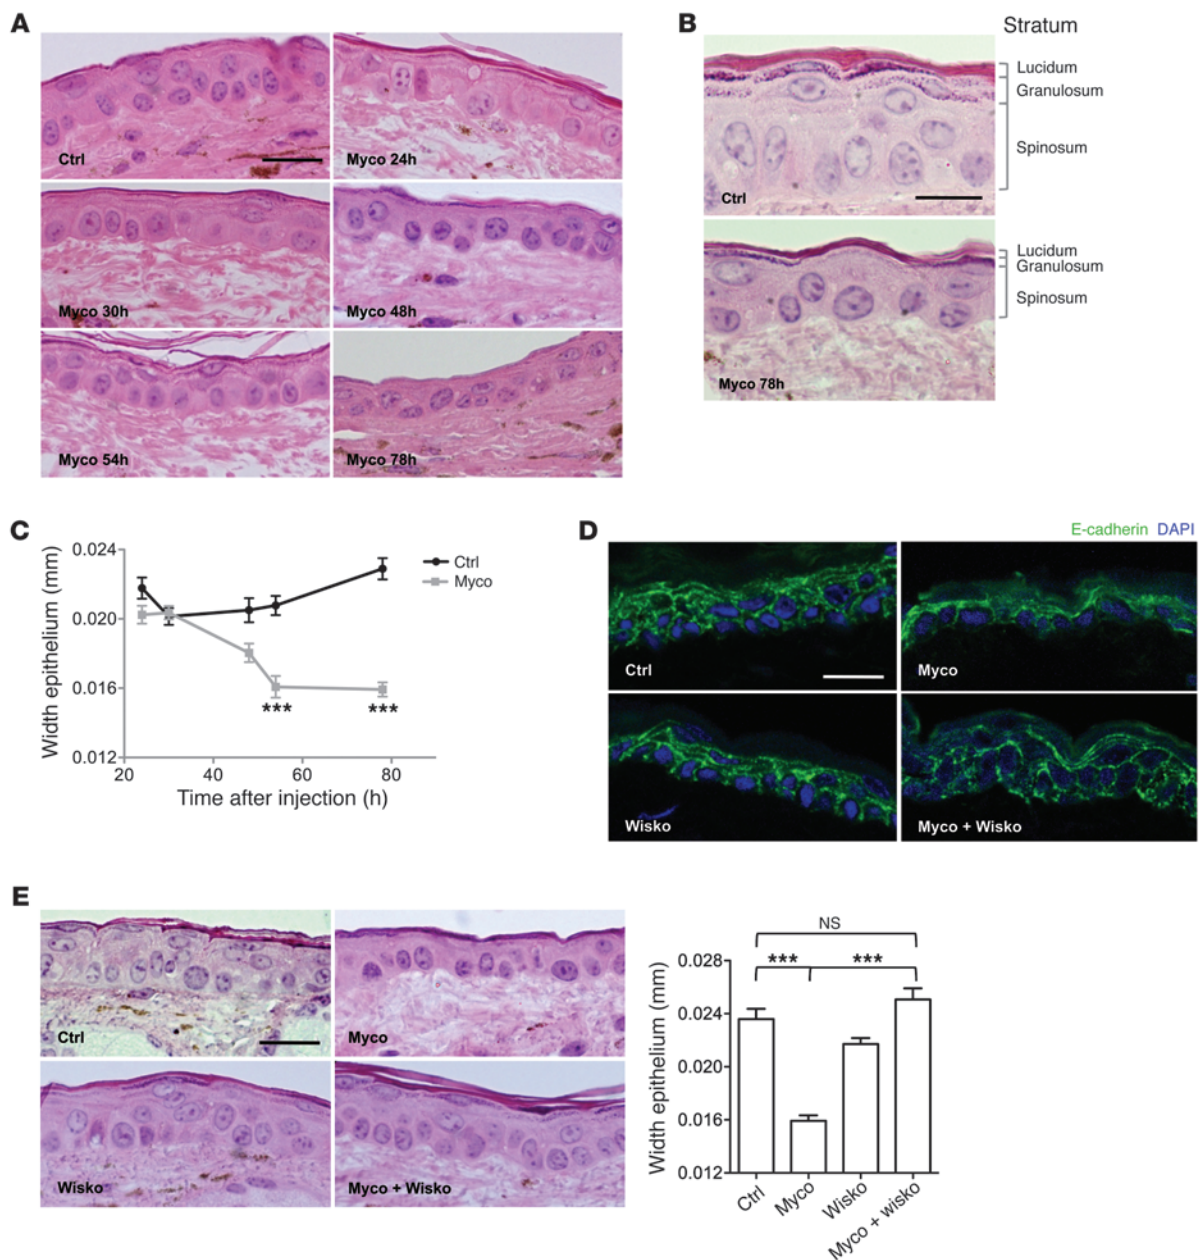 A
Ctrl
Myco 24h
Myco 30h
Myco 48h
Myco 54h
Myco 78h
B
Stratum
Lucidum
Granulosum
Spinosum
Ctrl
Lucidum
Granulosum
Spinosum
Myco 78h
C
Width epithelium (mm)
0.024
0.020
0.016
0.012
20
40
60
80
Time after injection (h)
Ctrl
Myco
***
***
D
E-cadherin DAPI
Ctrl
Myco
Wisko
Myco + Wisko
E
Ctrl
Myco
Wisko
Myco + Wisko
Width epithelium (mm)
0.028
0.024
0.020
0.016
0.012
NS
***
***
Ctrl
Myco
Wisko
Myco + wisko